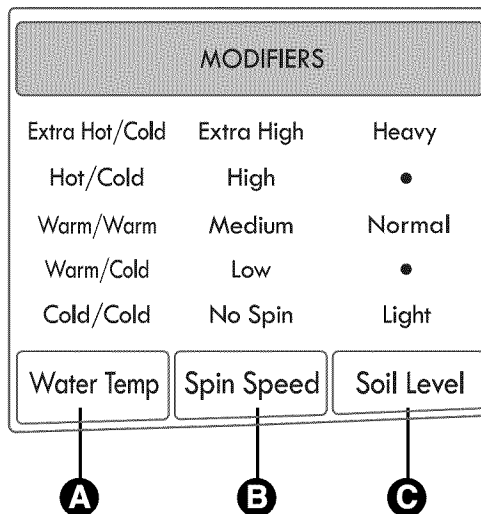 MODIFIERS
Extra Hot/Cold Extra High Heavy
Hot/Cold High •
Warm/Warm Medium Normal
Warm/Cold Low •
Cold/Cold No Spin Light
Water Temp Spin Speed Soil Level
A B C